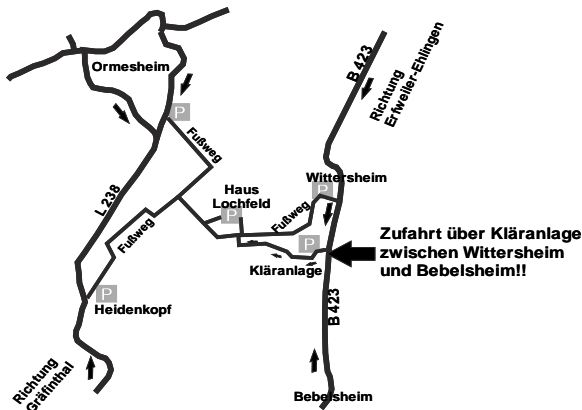 Ormesheim
B 423
Richtung
Erfweiler-Ehlingen
P
Fußweg
Haus
Lochfeld
P
Wittersheim
P
Fußweg
L 238
Fußweg
P
Kläranlage
Zufahrt über Kläranlage
zwischen Wittersheim
und Bebelsheim!!
P
Heidenkopf
B 423
Richtung
Gräfinthal
Bebelsheim